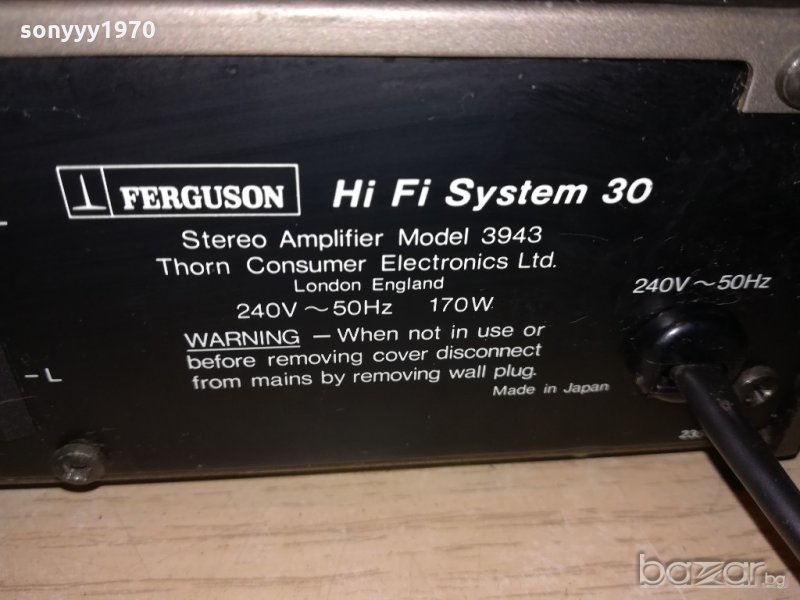 sonyyy1970
FERGUSON Hi Fi System 30
Stereo Amplifier Model 3943
Thorn Consumer Electronics Ltd.
London England
240V ~ 50Hz 170W
240V ~ 50Hz
WARNING – When not in use or
before removing cover disconnect
from mains by removing wall plug.
Made in Japan
– L
bazar.bg